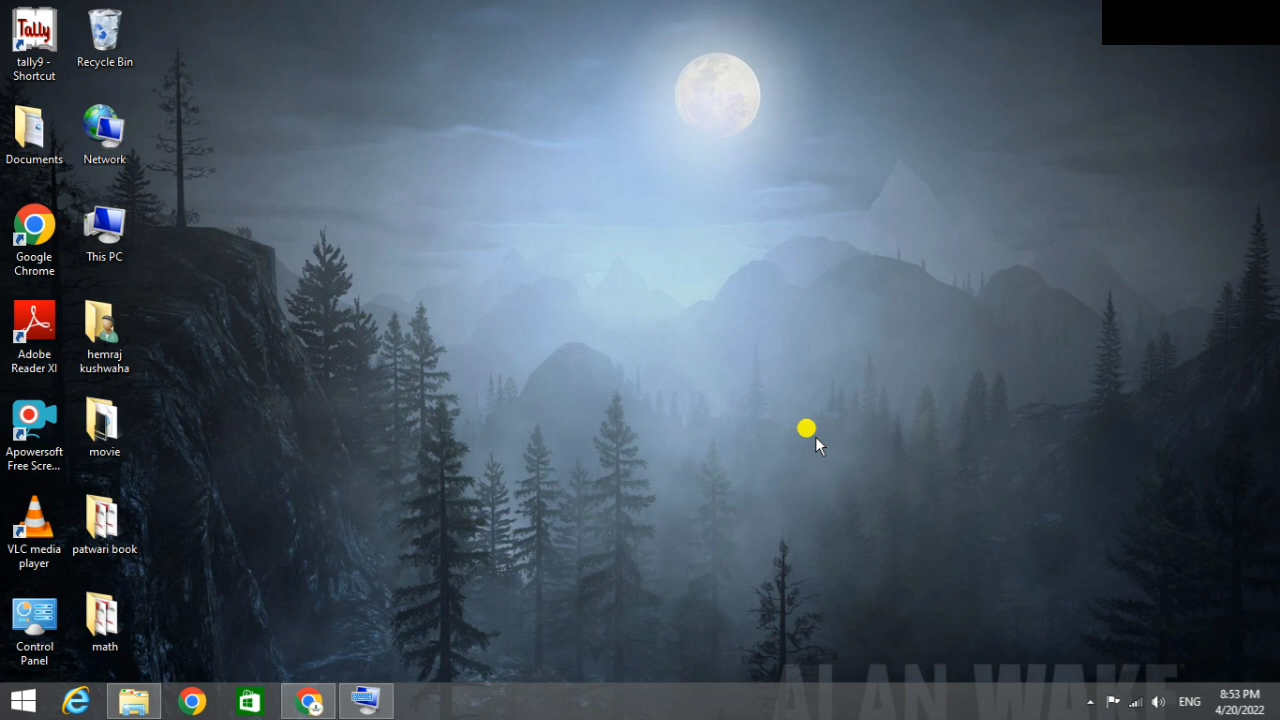 Tally
tally9 -
Shortcut
Recycle Bin
Documents
Network
Google
Chrome
This PC
Adobe
Reader XI
hemraj
kushwaha
Apowersoft
Free Scre...
movie
VLC media
player
patwari book
Control
Panel
math
ALAN WAKE
ENG
8:53 PM
4/20/2022